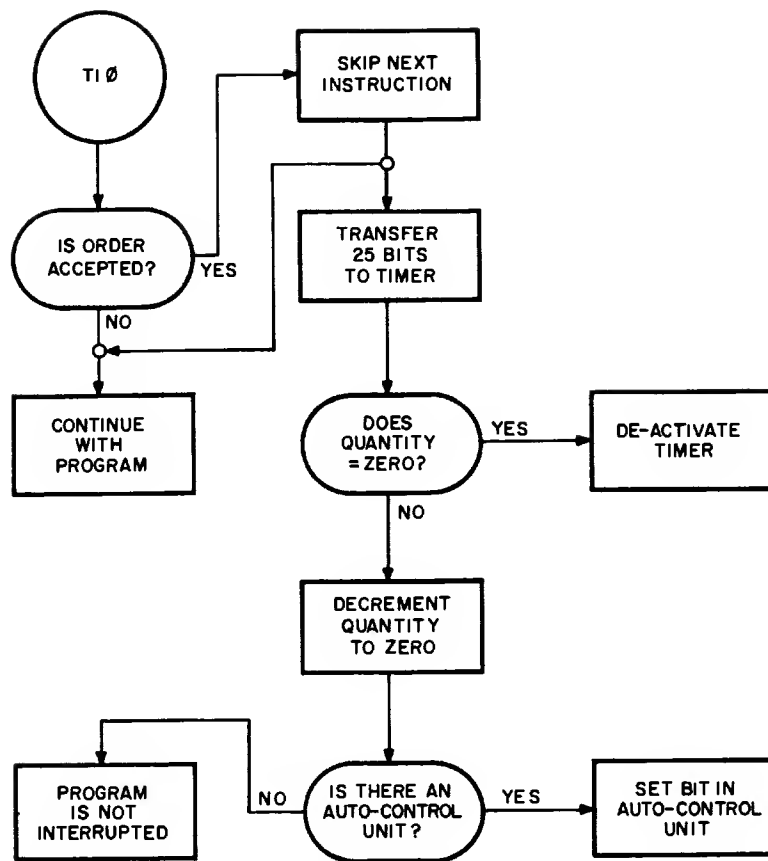 TI Ø
SKIP NEXT
INSTRUCTION
IS ORDER
ACCEPTED?
YES
NO
TRANSFER
25 BITS
TO TIMER
CONTINUE
WITH
PROGRAM
DOES
QUANTITY
= ZERO?
YES
DE-ACTIVATE
TIMER
NO
DECREMENT
QUANTITY
TO ZERO
PROGRAM
IS NOT
INTERRUPTED
NO
IS THERE AN
AUTO-CONTROL
UNIT?
YES
SET BIT IN
AUTO-CONTROL
UNIT